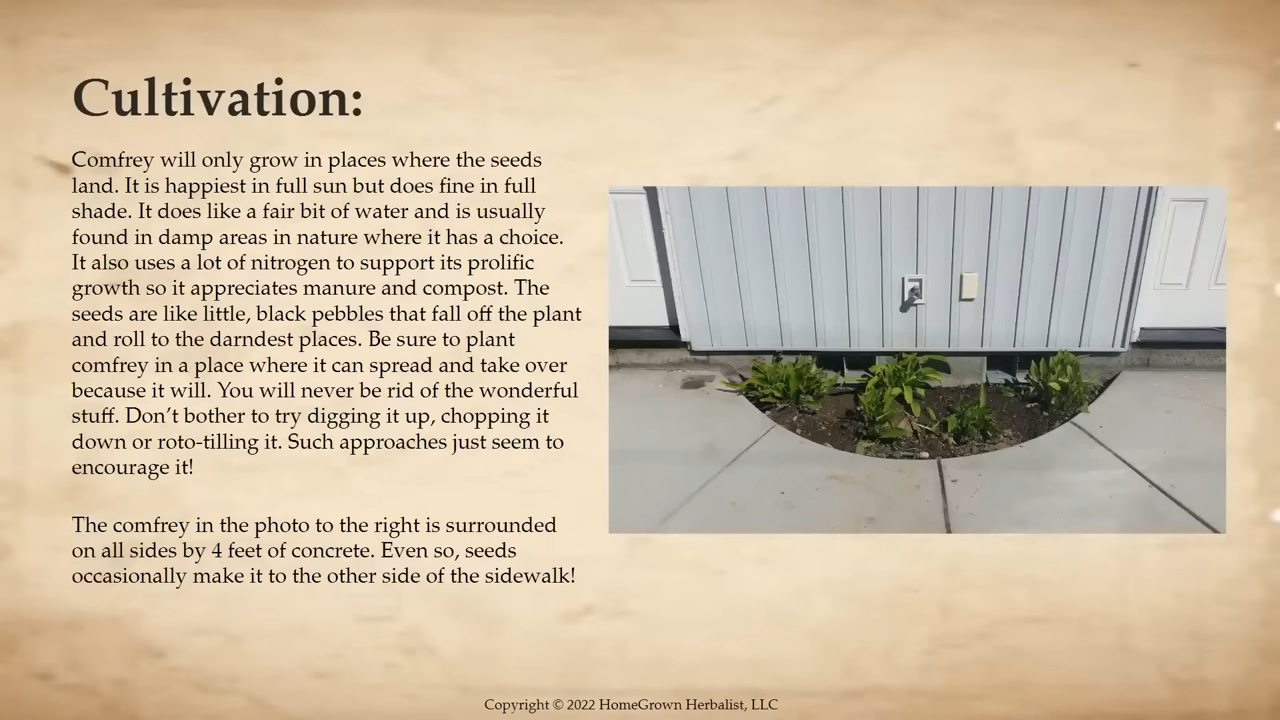 Cultivation:
Comfrey will only grow in places where the seeds
land. It is happiest in full sun but does fine in full
shade. It does like a fair bit of water and is usually
found in damp areas in nature where it has a choice.
It also uses a lot of nitrogen to support its prolific
growth so it appreciates manure and compost. The
seeds are like little, black pebbles that fall off the plant
and roll to the darndest places. Be sure to plant
comfrey in a place where it can spread and take over
because it will. You will never be rid of the wonderful
stuff. Don’t bother to try digging it up, chopping it
down or roto-tilling it. Such approaches just seem to
encourage it!
The comfrey in the photo to the right is surrounded
on all sides by 4 feet of concrete. Even so, seeds
occasionally make it to the other side of the sidewalk!
Copyright © 2022 HomeGrown Herbalist, LLC